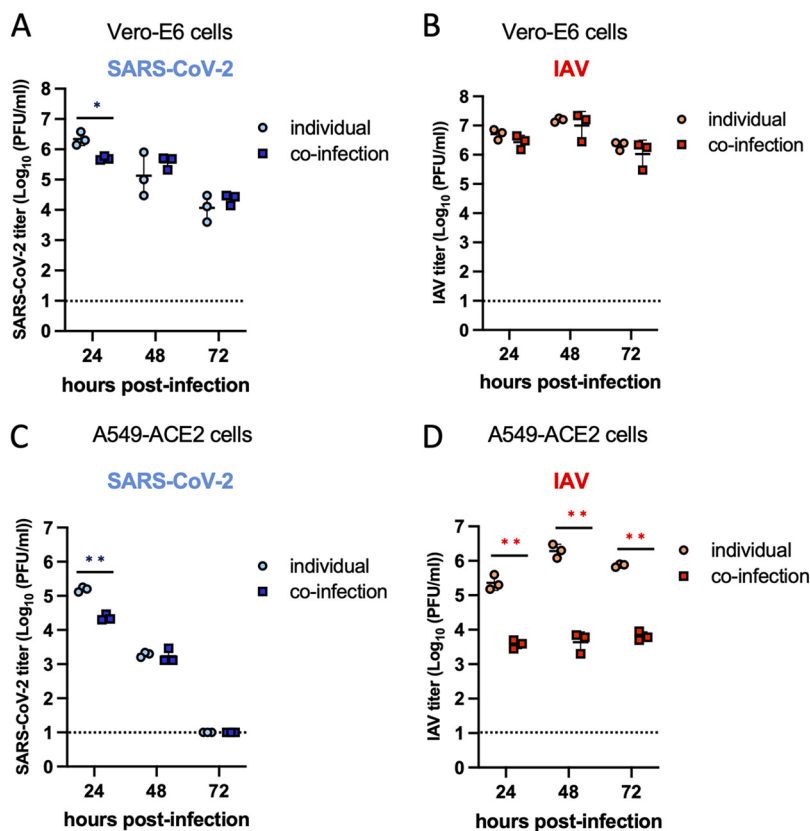 A
Vero-E6 cells
SARS-CoV-2
SARS-CoV-2 titer (Log10 (PFU/ml))
8
7
6
5
4
3
2
1
0
*
individual
co-infection
24 48 72
hours post-infection
B
Vero-E6 cells
IAV
IAV titer (Log10 (PFU/ml))
8
7
6
5
4
3
2
1
0
individual
co-infection
24 48 72
hours post-infection
C
A549-ACE2 cells
SARS-CoV-2
SARS-CoV-2 titer (Log10 (PFU/ml))
7
6
5
4
3
2
1
0
**
individual
co-infection
24 48 72
hours post-infection
D
A549-ACE2 cells
IAV
IAV titer (Log10 (PFU/ml))
7
6
5
4
3
2
1
0
** ** **
individual
co-infection
24 48 72
hours post-infection